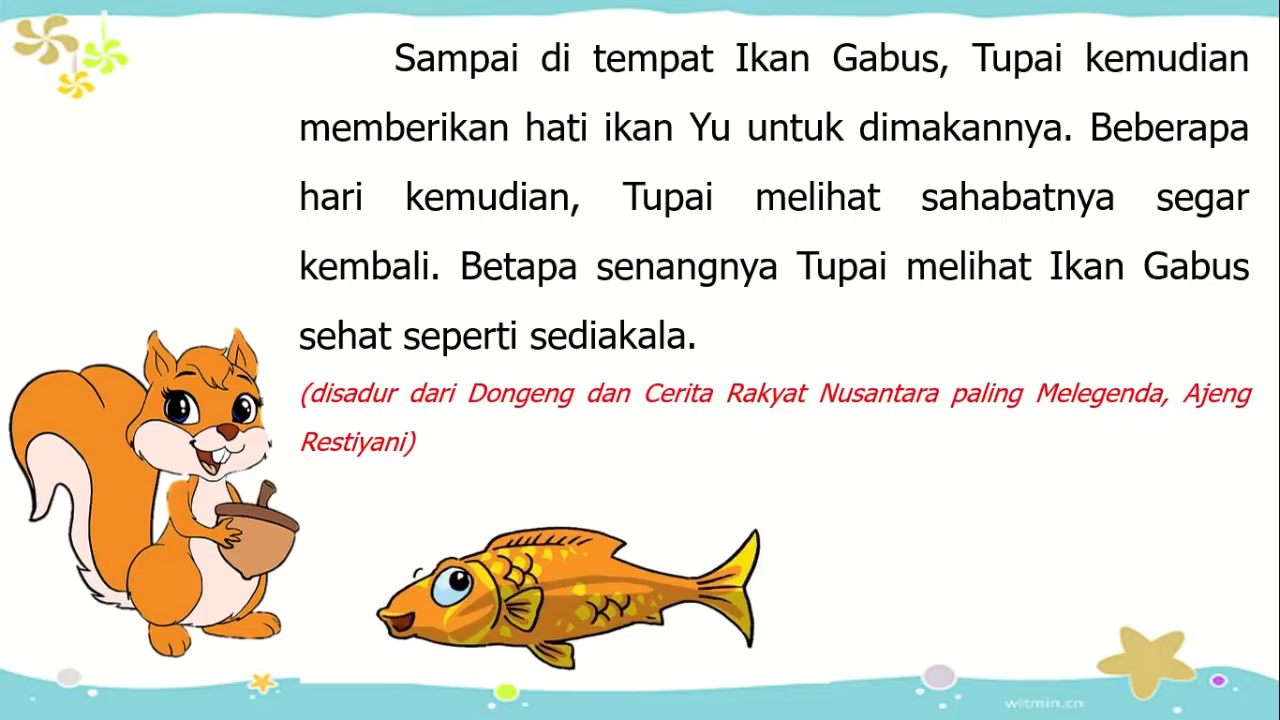 Sampai di tempat Ikan Gabus, Tupai kemudian
memberikan hati ikan Yu untuk dimakannya. Beberapa
hari kemudian, Tupai melihat sahabatnya segar
kembali. Betapa senangnya Tupai melihat Ikan Gabus
sehat seperti sediakala.
(disadur dari Dongeng dan Cerita Rakyat Nusantara paling Melegenda, Ajeng
Restiyani)
witmin.cn